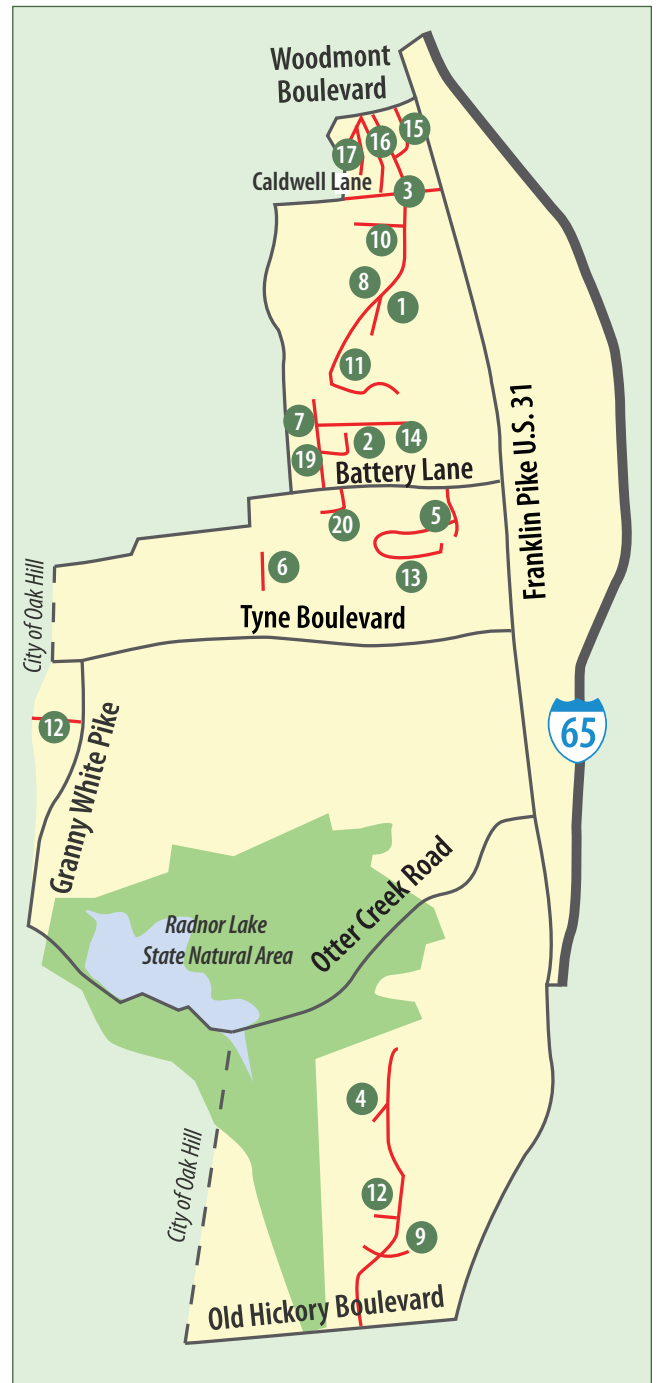 Woodmont
Boulevard
15
16
17
Caldwell Lane
3
10
8
1
11
7
14
2
19
Battery Lane
Franklin Pike U.S. 31
5
20
6
13
City of Oak Hill
Tyne Boulevard
12
Granny White Pike
65
Otter Creek Road
Radnor Lake
State Natural Area
4
City of Oak Hill
12
9
Old Hickory Boulevard